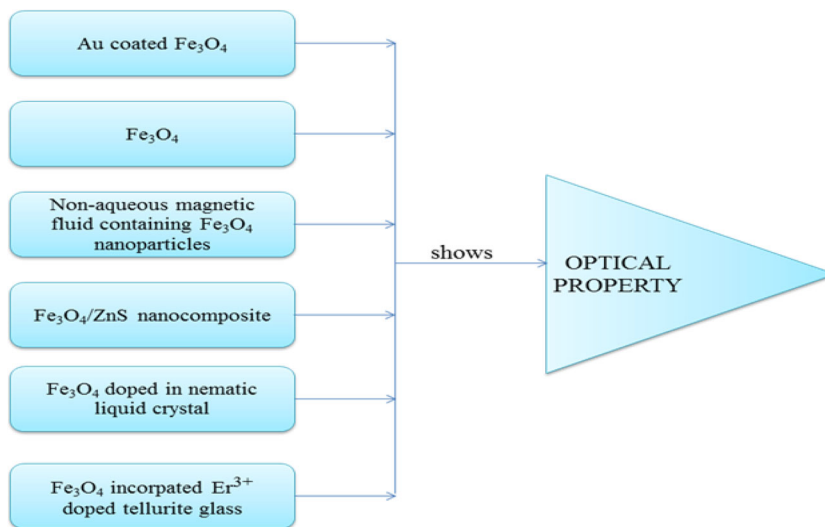 Au coated Fe₃O₄
Fe₃O₄
Non-aqueous magnetic
fluid containing Fe₃O₄
nanoparticles
Fe₃O₄/ZnS nanocomposite
Fe₃O₄ doped in nematic
liquid crystal
Fe₃O₄ incorpated Er³⁺
doped tellurite glass
shows
OPTICAL
PROPERTY